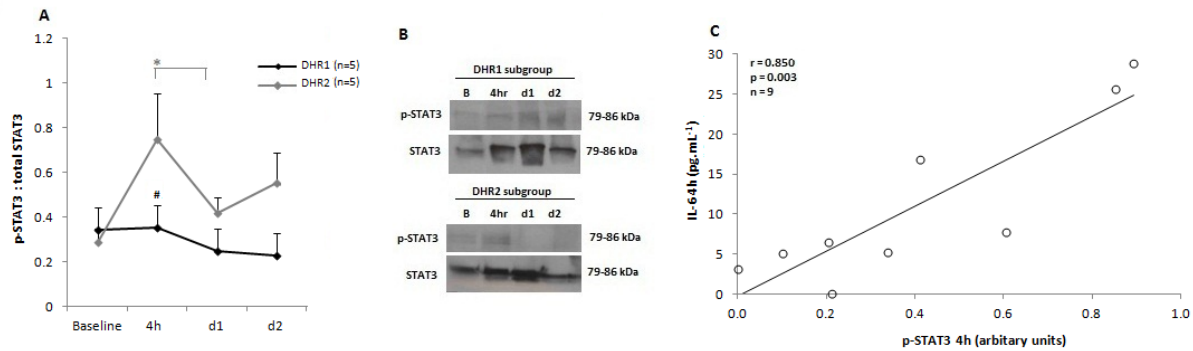 A
1.2
1
0.8
0.6
0.4
0.2
0
p-STAT3 : total STAT3
*
#
DHR1 (n=5)
DHR2 (n=5)
Baseline 4h d1 d2
B
DHR1 subgroup
B 4hr d1 d2
p-STAT3 79-86 kDa
STAT3 79-86 kDa
DHR2 subgroup
B 4hr d1 d2
p-STAT3 79-86 kDa
STAT3 79-86 kDa
C
30
25
20
15
10
5
0
IL-64h (pg.mL-1)
r = 0.850
p = 0.003
n = 9
0.0 0.2 0.4 0.6 0.8 1.0
p-STAT3 4h (arbitary units)